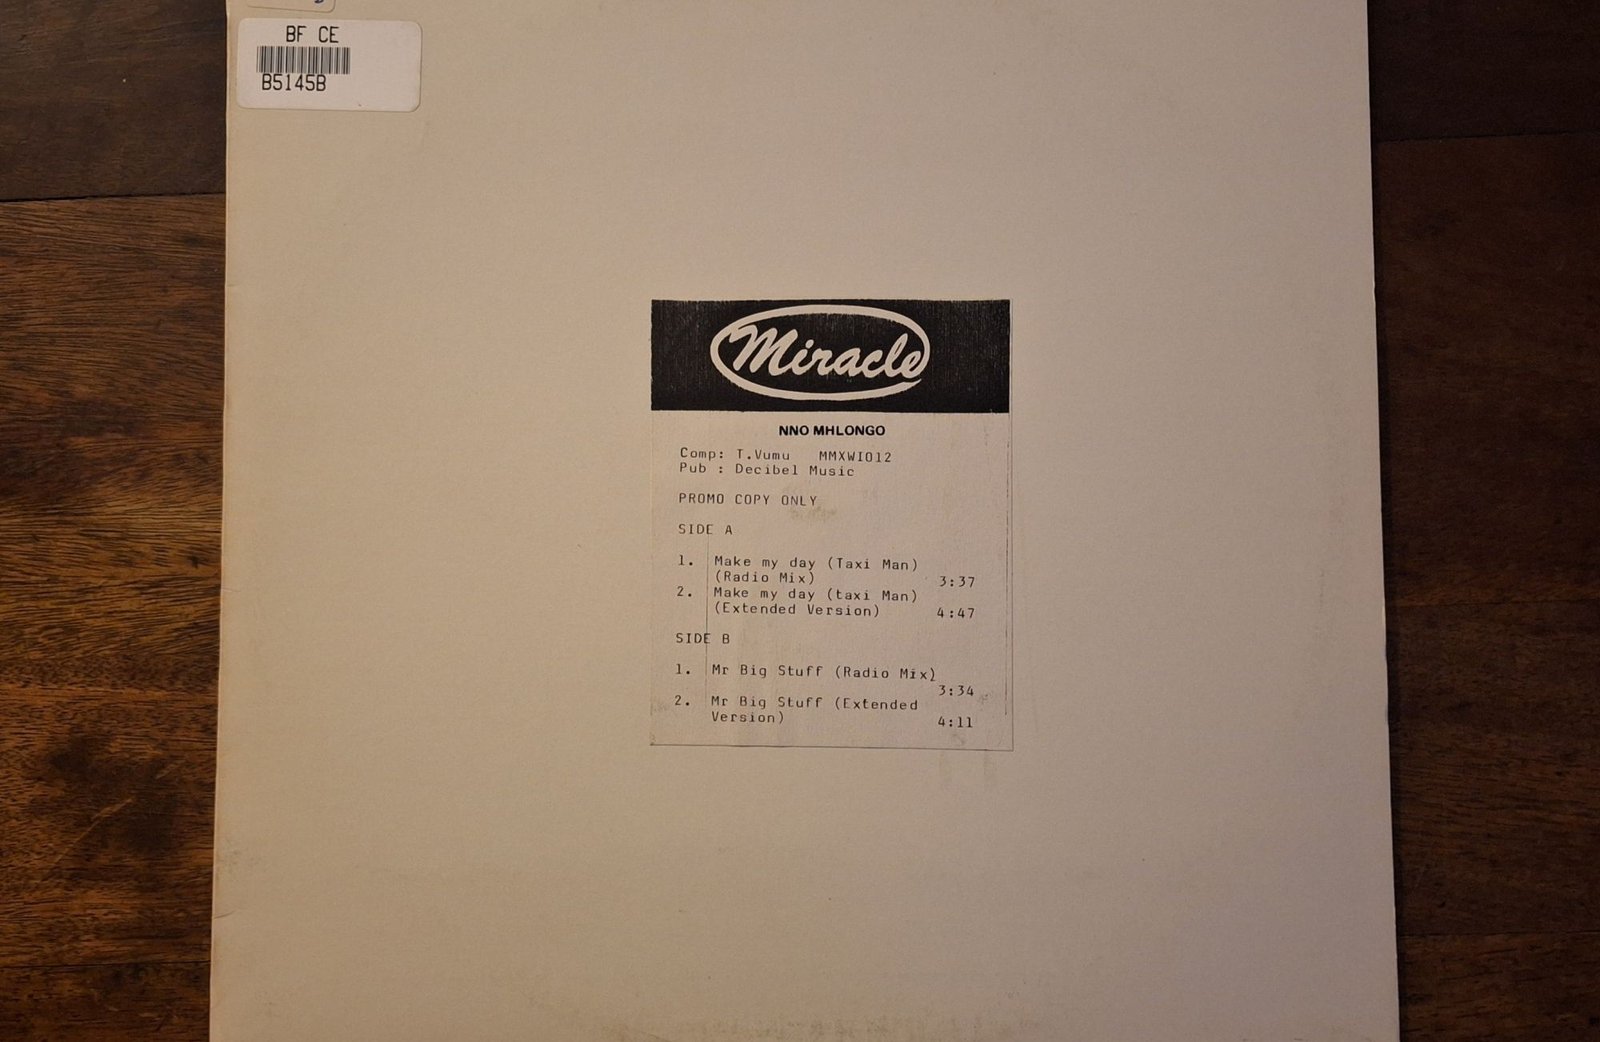 BF CE
B5145B
Miracle
NNO MHLONGO
Comp: T.Vumu MMXWI012
Pub : Decibel Music
PROMO COPY ONLY
SIDE A
1. Make my day (Taxi Man)
(Radio Mix) 3:37
2. Make my day (taxi Man)
(Extended Version) 4:47
SIDE B
1. Mr Big Stuff (Radio Mix)
3:34
2. Mr Big Stuff (Extended
Version) 4:11